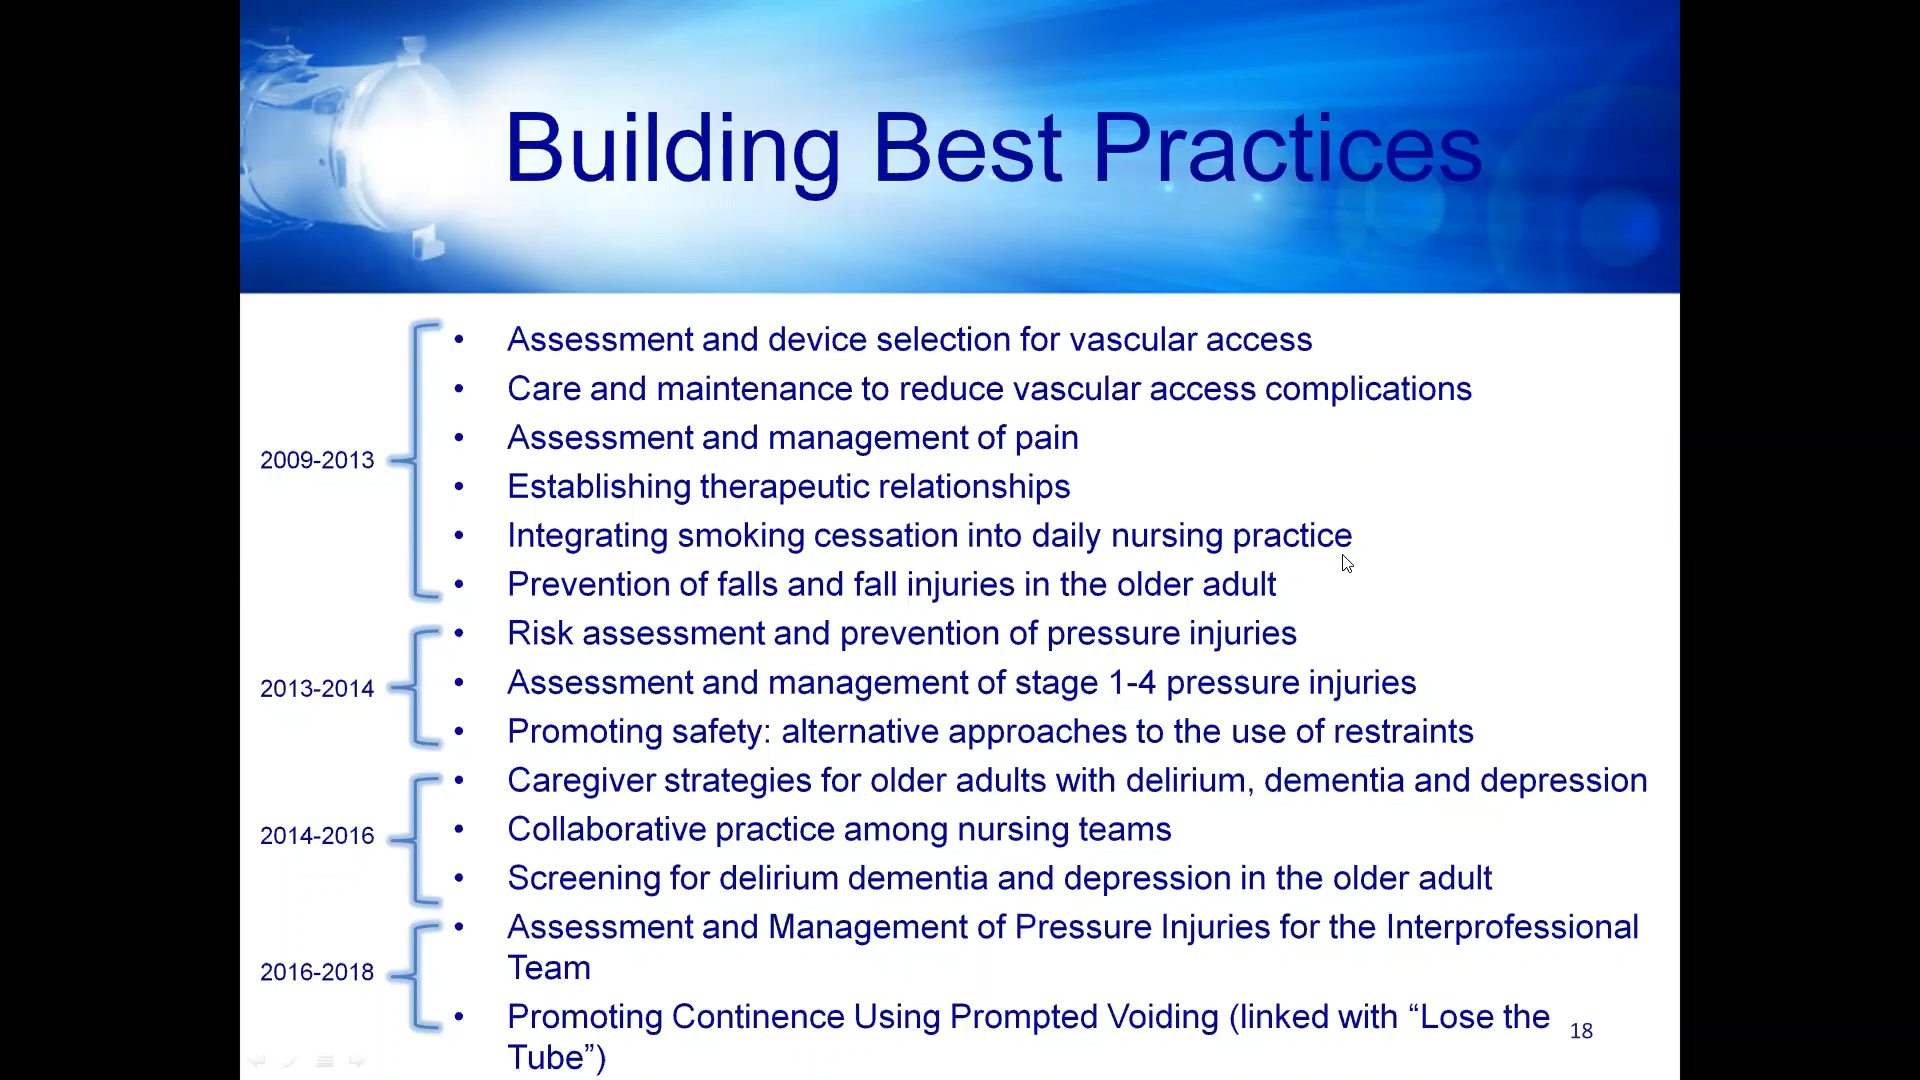 Building Best Practices
2009-2013
• Assessment and device selection for vascular access
• Care and maintenance to reduce vascular access complications
• Assessment and management of pain
• Establishing therapeutic relationships
• Integrating smoking cessation into daily nursing practice
• Prevention of falls and fall injuries in the older adult
2013-2014
• Risk assessment and prevention of pressure injuries
• Assessment and management of stage 1-4 pressure injuries
• Promoting safety: alternative approaches to the use of restraints
2014-2016
• Caregiver strategies for older adults with delirium, dementia and depression
• Collaborative practice among nursing teams
• Screening for delirium dementia and depression in the older adult
2016-2018
• Assessment and Management of Pressure Injuries for the Interprofessional
Team
• Promoting Continence Using Prompted Voiding (linked with “Lose the
Tube”)
18